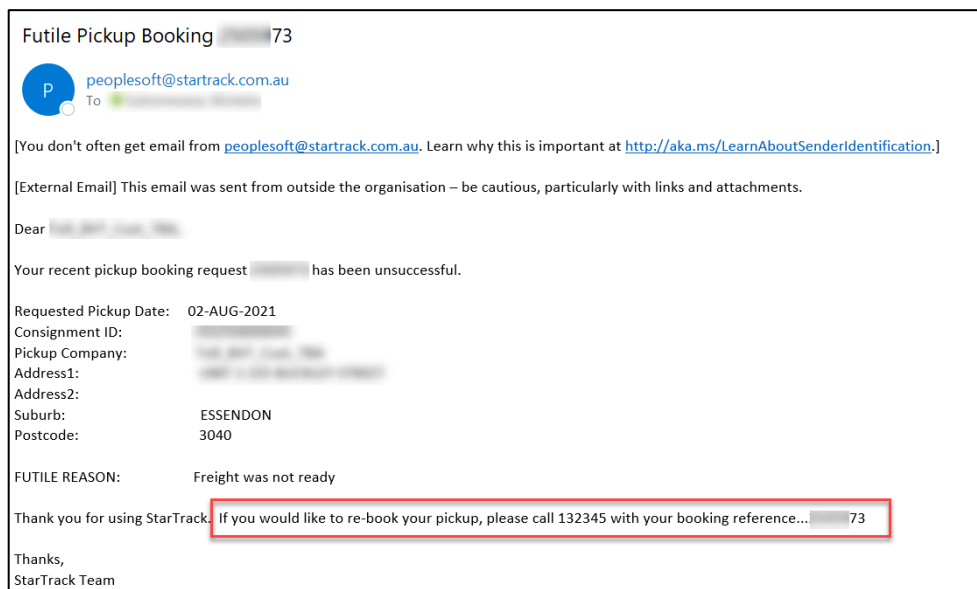 Futile Pickup Booking 73
P
peoplesoft@startrack.com.au
To
[You don't often get email from peoplesoft@startrack.com.au. Learn why this is important at http://aka.ms/LearnAboutSenderIdentification.]
[External Email] This email was sent from outside the organisation – be cautious, particularly with links and attachments.
Dear
Your recent pickup booking request has been unsuccessful.
Requested Pickup Date: 02-AUG-2021
Consignment ID:
Pickup Company:
Address1:
Address2:
Suburb: ESSENDON
Postcode: 3040
FUTILE REASON: Freight was not ready
Thank you for using StarTrack. If you would like to re-book your pickup, please call 132345 with your booking reference...73
Thanks,
StarTrack Team